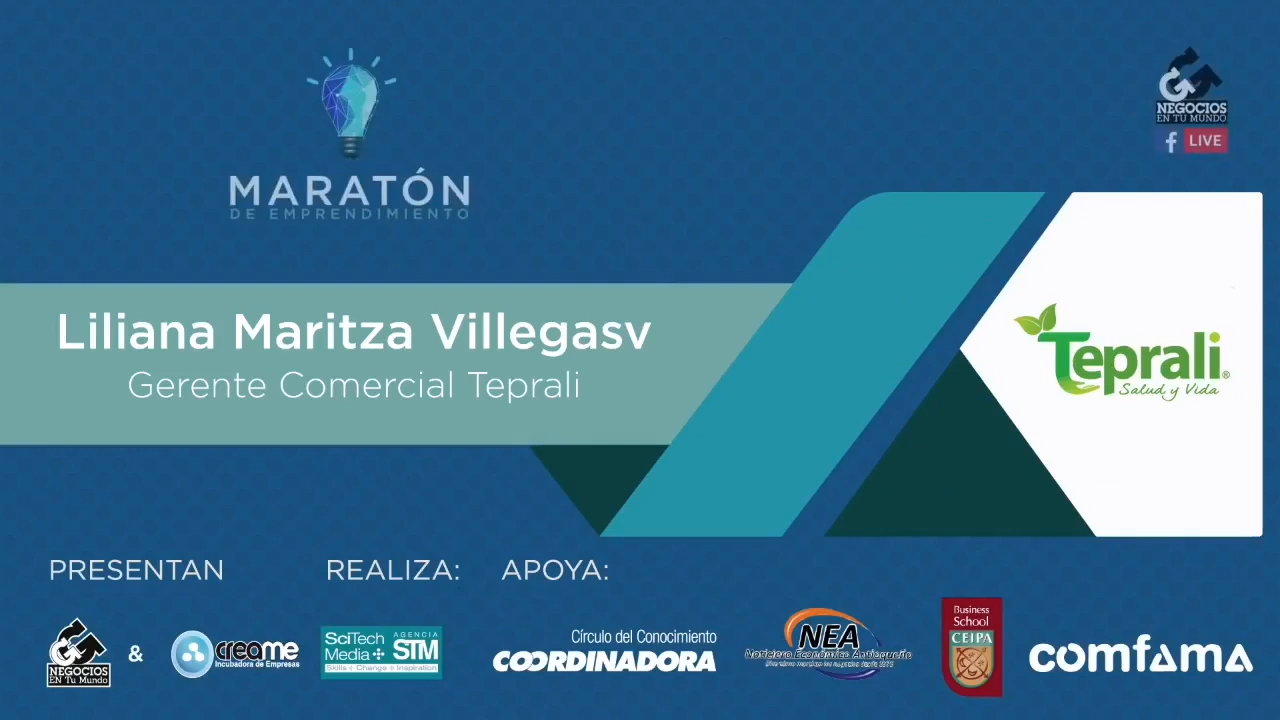 MARATÓN
DE EMPRENDIMIENTO
NEGOCIOS
EN TU MUNDO
f LIVE
Liliana Maritza Villegasv
Gerente Comercial Teprali
Teprali®
Salud y Vida
PRESENTAN
REALIZA:
APOYA:
NEGOCIOS
EN TU MUNDO
&
creame
Incubadora de Empresas
SciTech
Media
AGENCIA
STM
Skills + Change + Inspiration
Círculo del Conocimiento
COORDINADORA
NEA
Noticiero Económico Antioqueño
Business
School
CEIPA
comfama